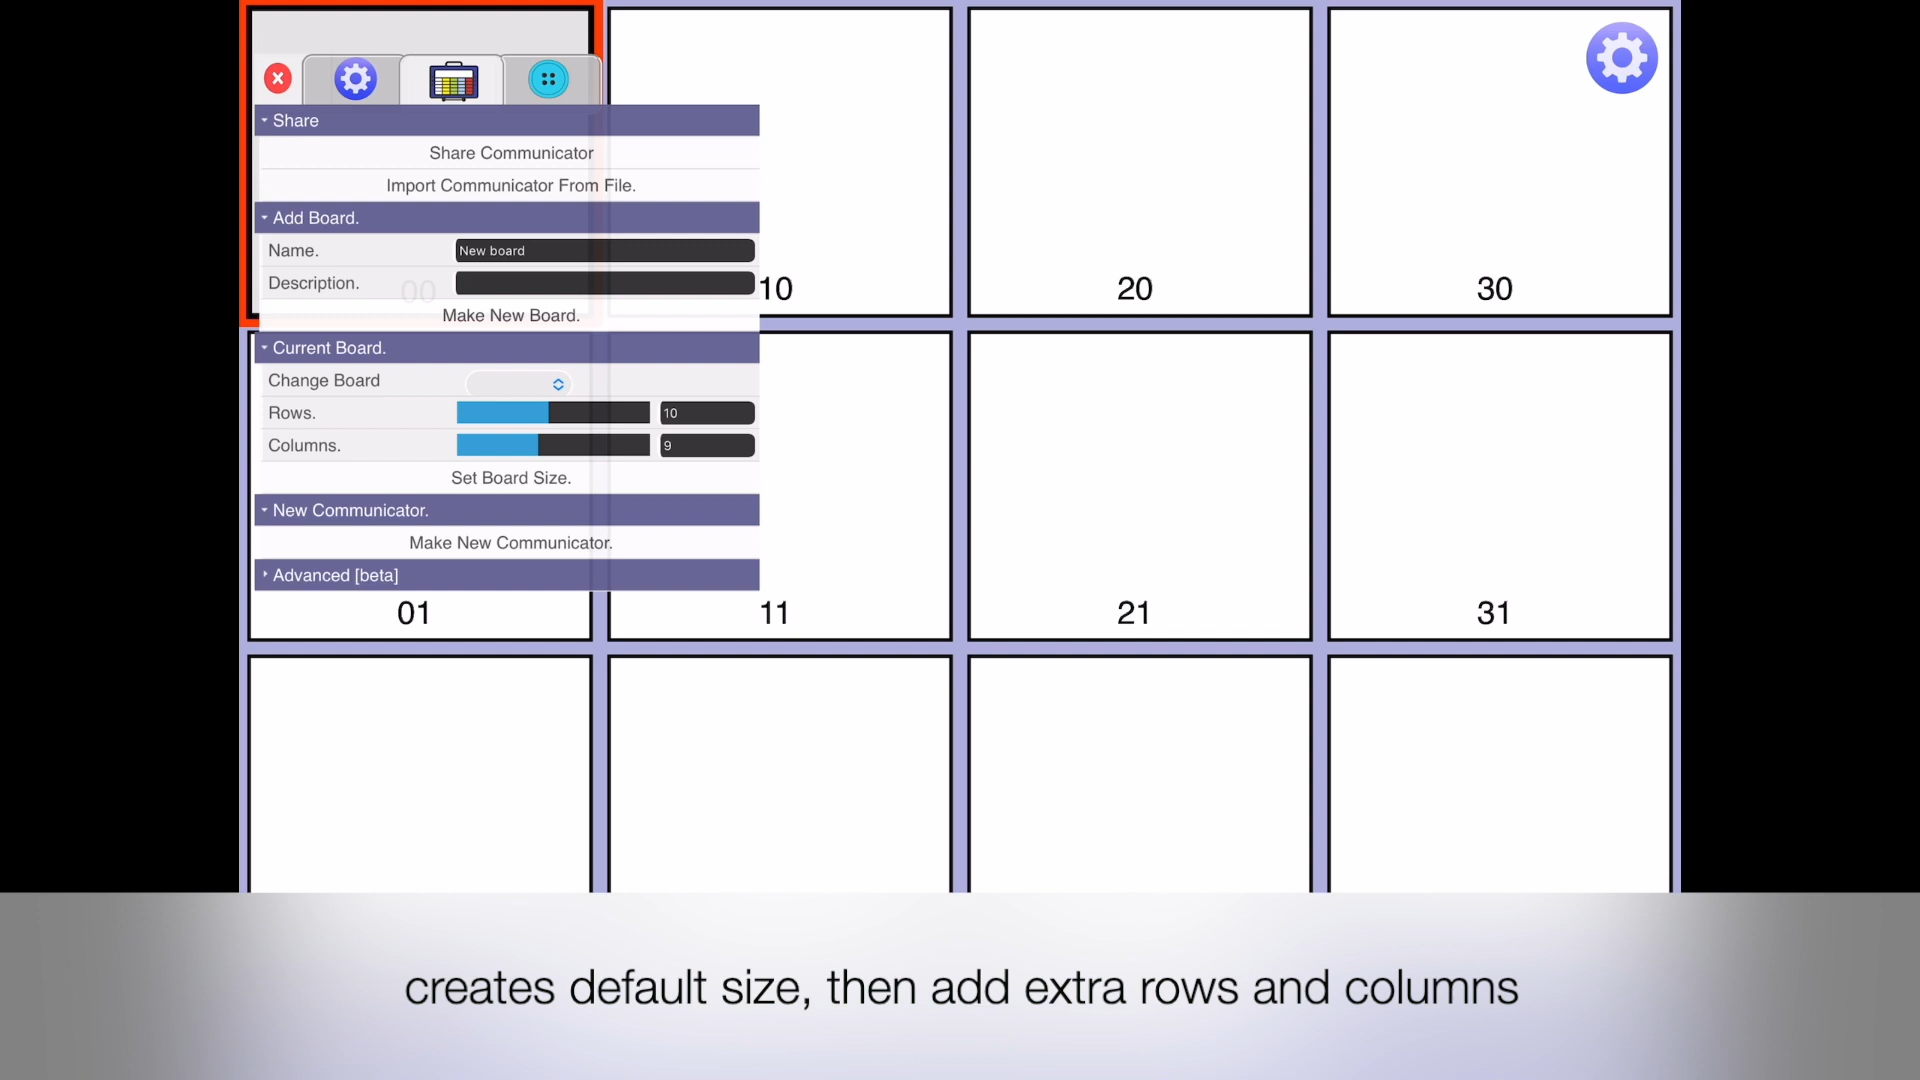 Share
Share Communicator
Import Communicator From File.
Add Board.
Name. New board
Description.
00
Make New Board.
Current Board.
Change Board
Rows. 10
Columns. 9
Set Board Size.
New Communicator.
Make New Communicator.
Advanced [beta]
10 20 30
01 11 21 31
creates default size, then add extra rows and columns